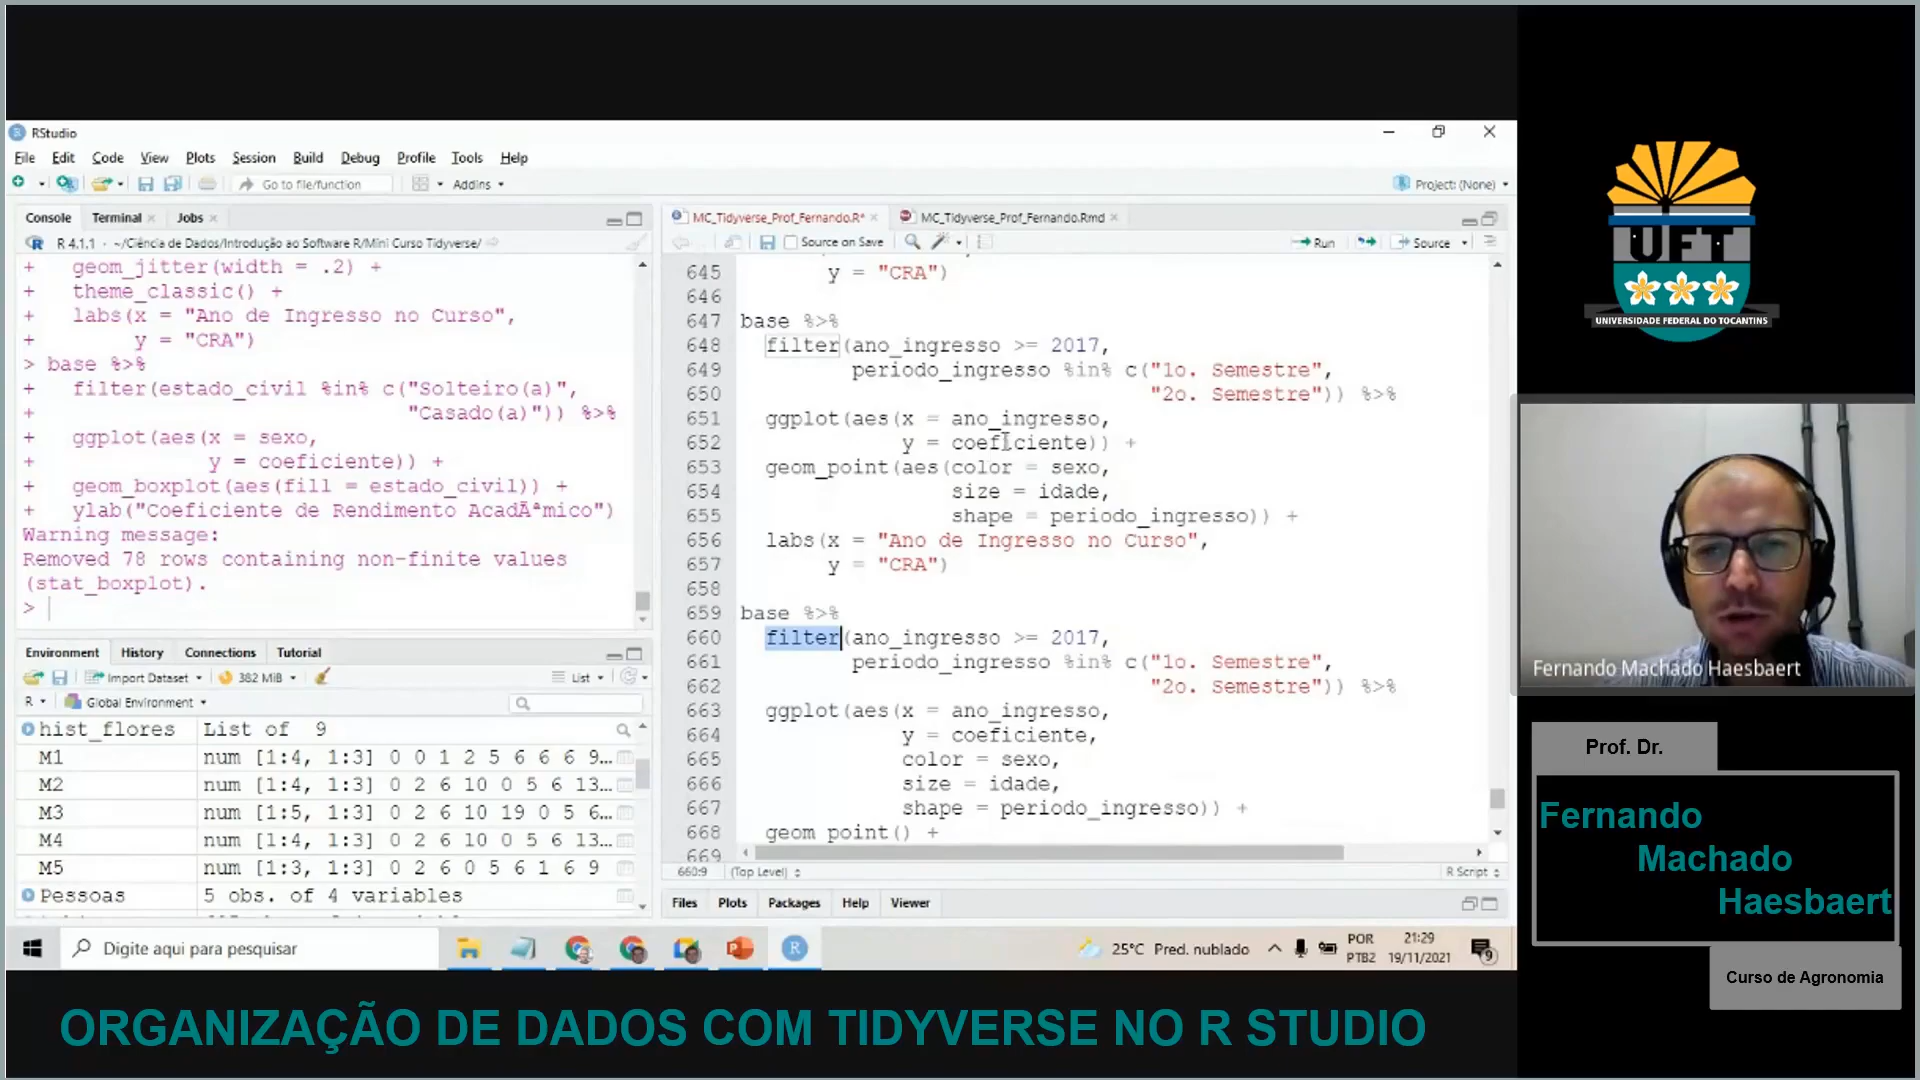 RStudio
File Edit Code View Plots Session Build Debug Profile Tools Help
Go to file/function
Addins
Project: (None)
Console Terminal Jobs
R 4.1.1 · ~/Ciência de Dados/Introdução ao Software R/Mini Curso Tidyverse/
+ geom_jitter(width = .2) +
+ theme_classic() +
+ labs(x = "Ano de Ingresso no Curso",
+ y = "CRA")
> base %>%
+ filter(estado_civil %in% c("Solteiro(a)",
+ "Casado(a)")) %>%
+ ggplot(aes(x = sexo,
+ y = coeficiente)) +
+ geom_boxplot(aes(fill = estado_civil)) +
+ ylab("Coeficiente de Rendimento AcadÃªmico")
Warning message:
Removed 78 rows containing non-finite values
(stat_boxplot).
>
Environment History Connections Tutorial
Import Dataset
382 MiB
List
R
Global Environment
hist_flores List of 9
M1 num [1:4, 1:3] 0 0 1 2 5 6 6 6 9...
M2 num [1:4, 1:3] 0 2 6 10 0 5 6 13...
M3 num [1:5, 1:3] 0 2 6 10 19 0 5 6...
M4 num [1:4, 1:3] 0 2 6 10 0 5 6 13...
M5 num [1:3, 1:3] 0 2 6 0 5 6 1 6 9
Pessoas 5 obs. of 4 variables
MC_Tidyverse_Prof_Fernando.R* MC_Tidyverse_Prof_Fernando.Rmd
Source on Save
Run
Source
645 y = "CRA")
646
647 base %>%
648 filter(ano_ingresso >= 2017,
649 periodo_ingresso %in% c("1o. Semestre",
650 "2o. Semestre")) %>%
651 ggplot(aes(x = ano_ingresso,
652 y = coeficiente)) +
653 geom_point(aes(color = sexo,
654 size = idade,
655 shape = periodo_ingresso)) +
656 labs(x = "Ano de Ingresso no Curso",
657 y = "CRA")
658
659 base %>%
660 filter(ano_ingresso >= 2017,
661 periodo_ingresso %in% c("1o. Semestre",
662 "2o. Semestre")) %>%
663 ggplot(aes(x = ano_ingresso,
664 y = coeficiente,
665 color = sexo,
666 size = idade,
667 shape = periodo_ingresso)) +
668 geom_point() +
669
660:9 (Top Level) R Script
Files Plots Packages Help Viewer
Digite aqui para pesquisar
25°C Pred. nublado
POR
PTB2
21:29
19/11/2021
9
UFT
UNIVERSIDADE FEDERAL DO TOCANTINS
Fernando Machado Haesbaert
Prof. Dr.
Fernando
Machado
Haesbaert
Curso de Agronomia
ORGANIZAÇÃO DE DADOS COM TIDYVERSE NO R STUDIO